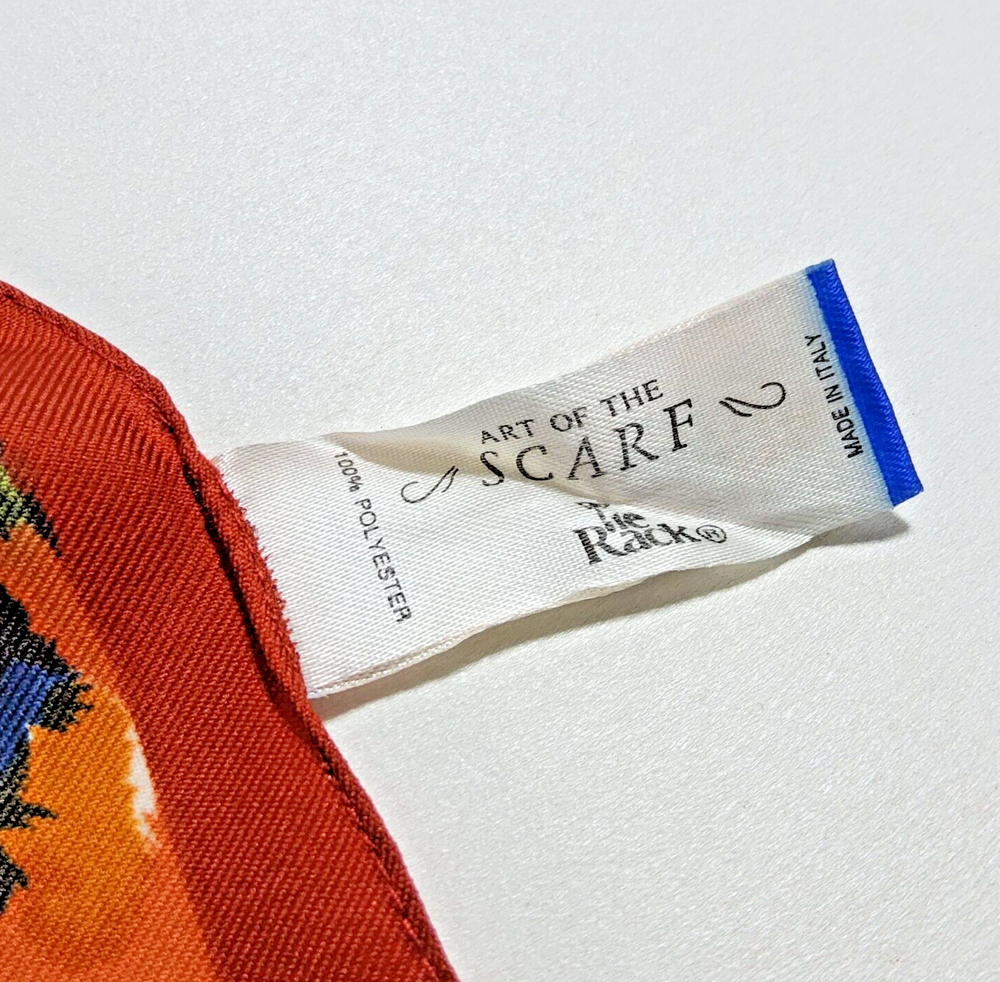 ART OF THE
SCARF
The
Rack®
100% POLYESTER
MADE IN ITALY